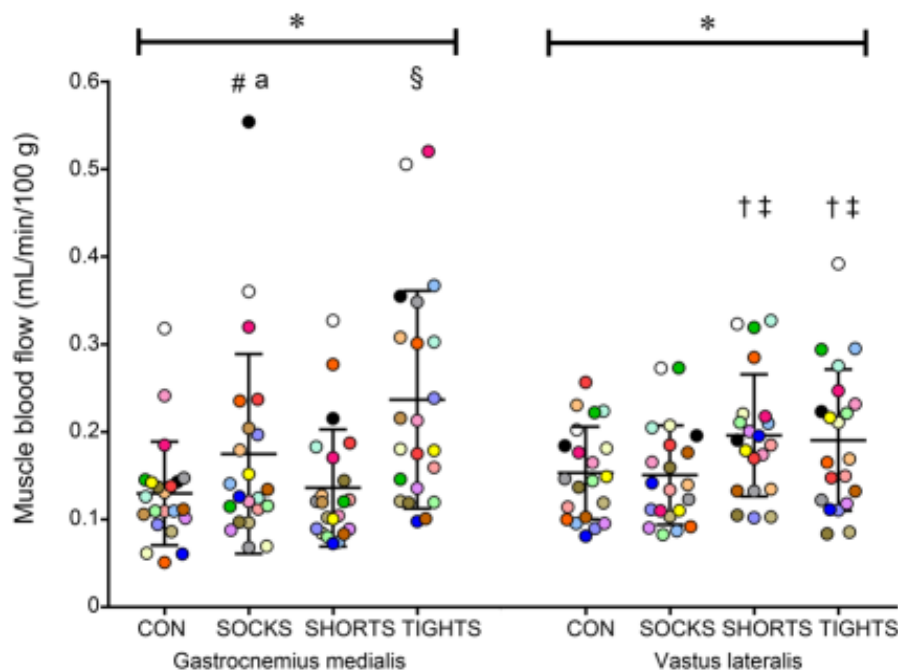 * *
0.6 # a §
0.5
0.4
† ‡ † ‡
0.3
0.2
0.1
0
Muscle blood flow (mL/min/100 g)
CON SOCKS SHORTS TIGHTS CON SOCKS SHORTS TIGHTS
Gastrocnemius medialis Vastus lateralis